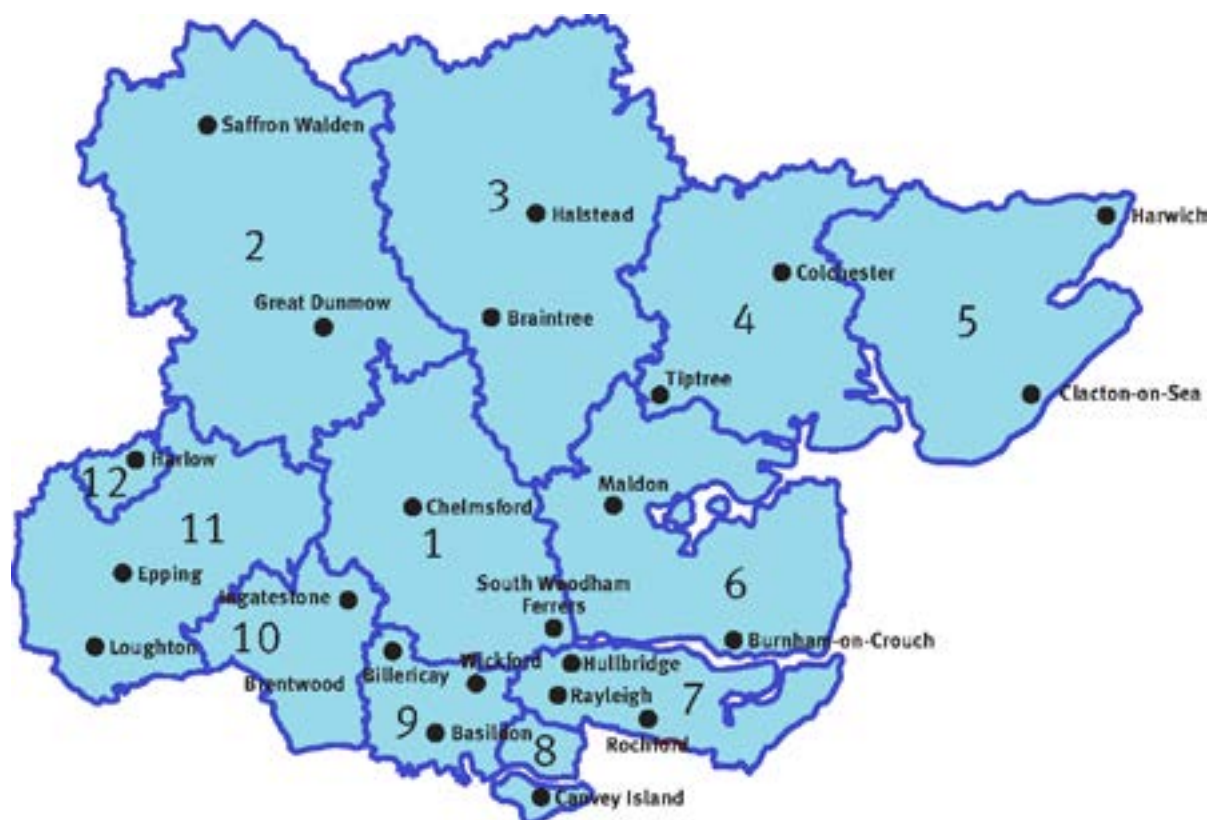 Saffron Walden
3
Halstead
Harwich
2
Colchester
Great Dunmow
Braintree
4
5
Tiptree
Clacton-on-Sea
Harlow
12
Maldon
11
Chelmsford
1
Epping
South Woodham
Ferrers
6
Ingatestone
10
Loughton
Burnham-on-Crouch
Billericay
Wickford
Hullbridge
Brentwood
Rayleigh
7
9
Basildon
Rochford
8
Canvey Island